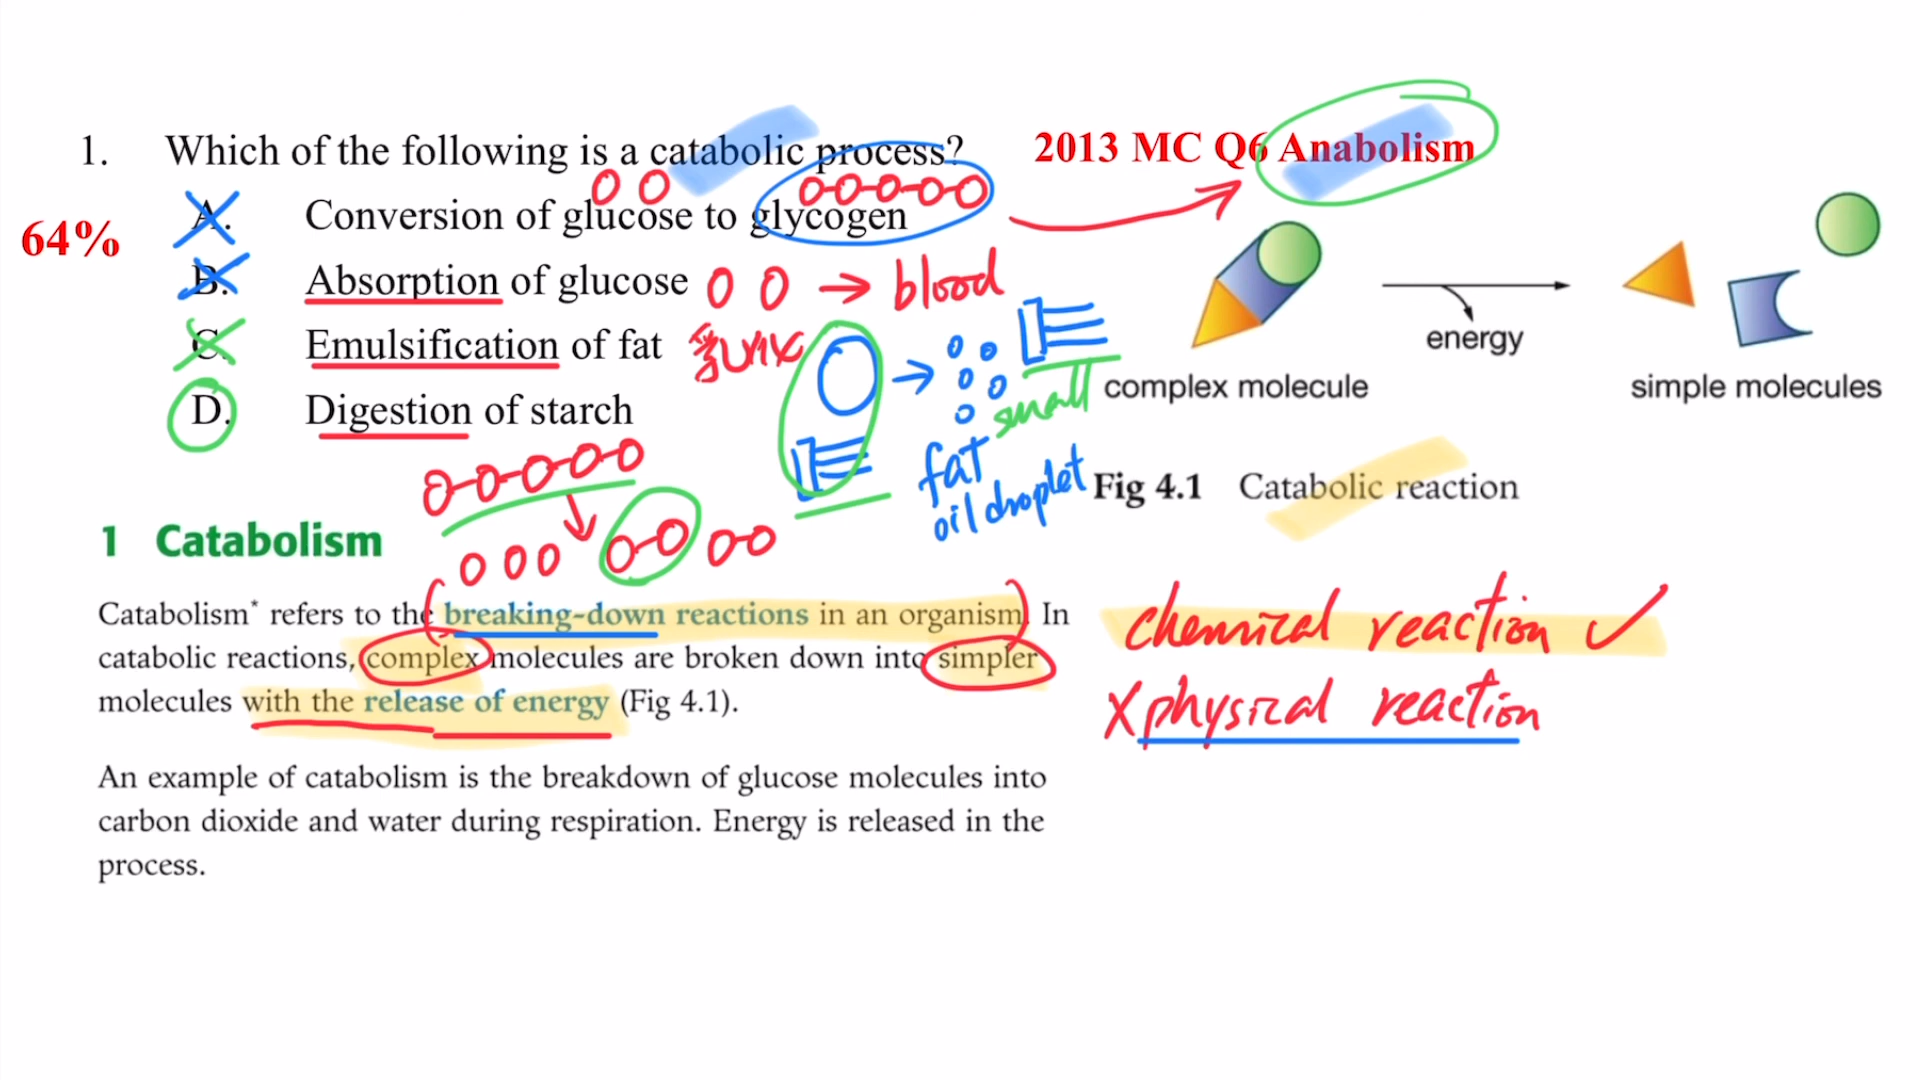 1. Which of the following is a catabolic process?
2013 MC Q6 Anabolism
64%
A. Conversion of glucose to glycogen
B. Absorption of glucose
→ blood
C. Emulsification of fat
乳化
D. Digestion of starch
small
fat
oil droplet
energy
complex molecule
simple molecules
Fig 4.1 Catabolic reaction
1 Catabolism
Catabolism* refers to the breaking-down reactions in an organism. In
catabolic reactions, complex molecules are broken down into simpler
molecules with the release of energy (Fig 4.1).
An example of catabolism is the breakdown of glucose molecules into
carbon dioxide and water during respiration. Energy is released in the
process.
chemical reaction ✓
X physical reaction